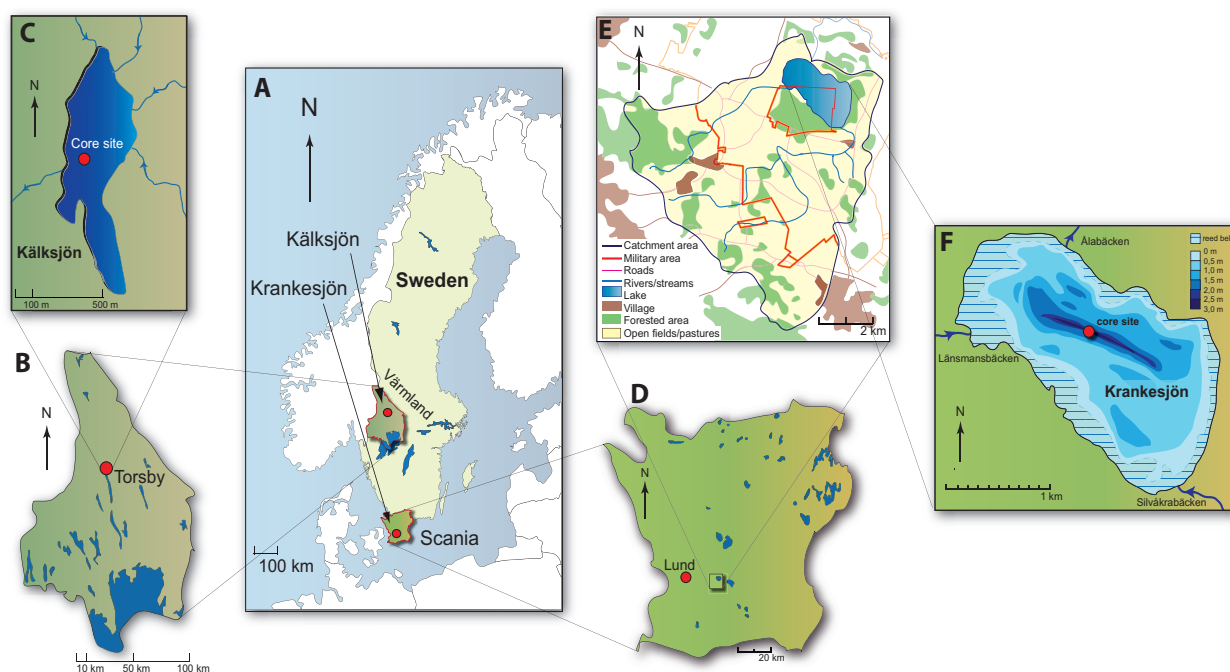 C
N
Core site
Kälksjön
100 m
500 m
B
N
Torsby
10 km
50 km
100 km
A
N
Kälksjön
Krankesjön
Sweden
Värmland
Scania
100 km
E
N
Catchment area
Military area
Roads
Rivers/streams
Lake
Village
Forested area
Open fields/pastures
2 km
D
N
Lund
20 km
F
reed bel
Ålabäcken
0 m
0,5 m
1,0 m
1,5 m
2,0 m
2,5 m
3,0 m
core site
Länsmansbäcken
Krankesjön
N
1 km
Silvåkrabäcken